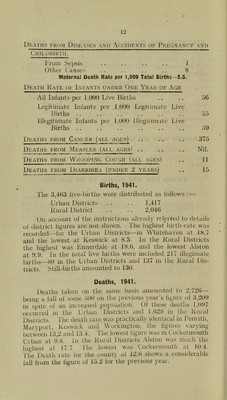 12
Deaths from Diseases and Accidents of Pregnancy and
Childbirth.
From Sepsis .. .. .. .. 1
Other Causes .. .. .. .. 8
Maternal Death Rate per 1,000 Total Births—2.5.
Death Rate of Infants under One Year of Age
All Infants per 1,000 Live Births .. 56
Legitimate Infants per 1,000 Legitimate Live
Births .. .. .. .. .. 55
Illegitimate Infants per 1,000 Illegitimate Live
Births .. .. .. .. .. 59
Deaths from Cancer (all ages) .. .. .. 375
Deaths from Measles (all ages) .. .. .. Nil.
Deaths from Whooping Cough (all ages) .. 11
Deaths from Diarrhœa (under 2 years) .. 15
Births, 1941.
The 3,463 live-births were distributed as follows:—
Urban Districts .. .. 1,417
Rural District .. .. 2,046
On account of the instructions already referred to details
of district figures are not shown. The highest birth-rate was
recorded—for the Urban Districts—in Whitehaven at 18.7
and the lowest at Keswick at 8.3. In the Rural Districts
the highest was Ennerdale at 18.6, and the lowest Alston
at 9.9. In the total live births were included 217 illegimate
births—80 in the Urban Districts and 137 in the Rural Dis-
tricts. Still-births amounted to 130.
Deaths, 1941.
Deaths taken on the same basis amounted to 2,726—
being a fall of some 500 on the previous year's figure of 3,209
in spite of an increased population. Of these deaths 1,097
occurred in the Urban Districts and 1,629 in the Rural
Districts. The death rate was practically identical in Penrith,
Maryport, Keswick and Workington, the figures varying
between 13.2 and 13.4. The lowest figure was in Cockermouth
Urban at 9.8. In the Rural Districts Alston was much the
highest at 17.7. The lowest was Cockermouth at 10.4.
The Death rate for the county at 12.6 shows a considerable
fall from the figure of 15.2 for the previous year.